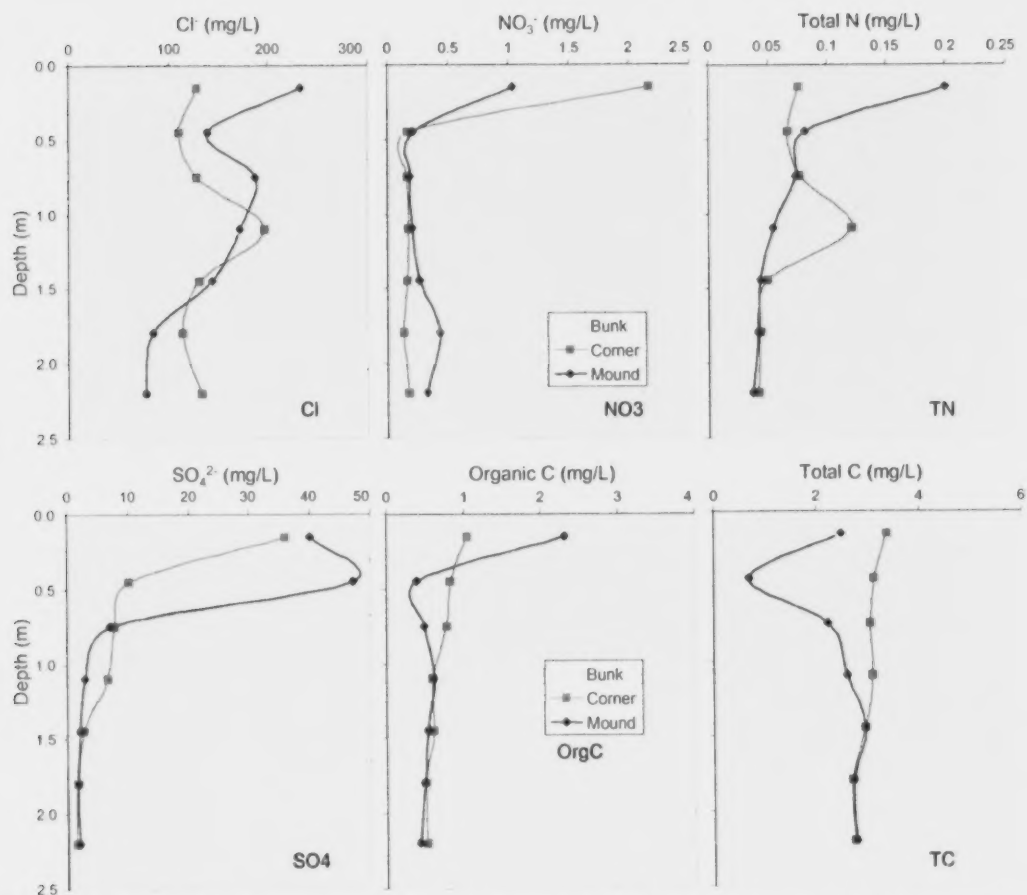 Cl⁻ (mg/L)
0 100 200 300
NO₃⁻ (mg/L)
0 0.5 1 1.5 2 2.5
Total N (mg/L)
0 0.05 0.1 0.15 0.2 0.25
Depth (m)
0.0
0.5
1.0
1.5
2.0
2.5
Cl
Bunk
Corner
Mound
NO3
TN
SO₄²⁻ (mg/L)
0 10 20 30 40 50
Organic C (mg/L)
0 1 2 3 4
Total C (mg/L)
0 2 4 6
Depth (m)
0.0
0.5
1.0
1.5
2.0
2.5
SO4
Bunk
Corner
Mound
OrgC
TC